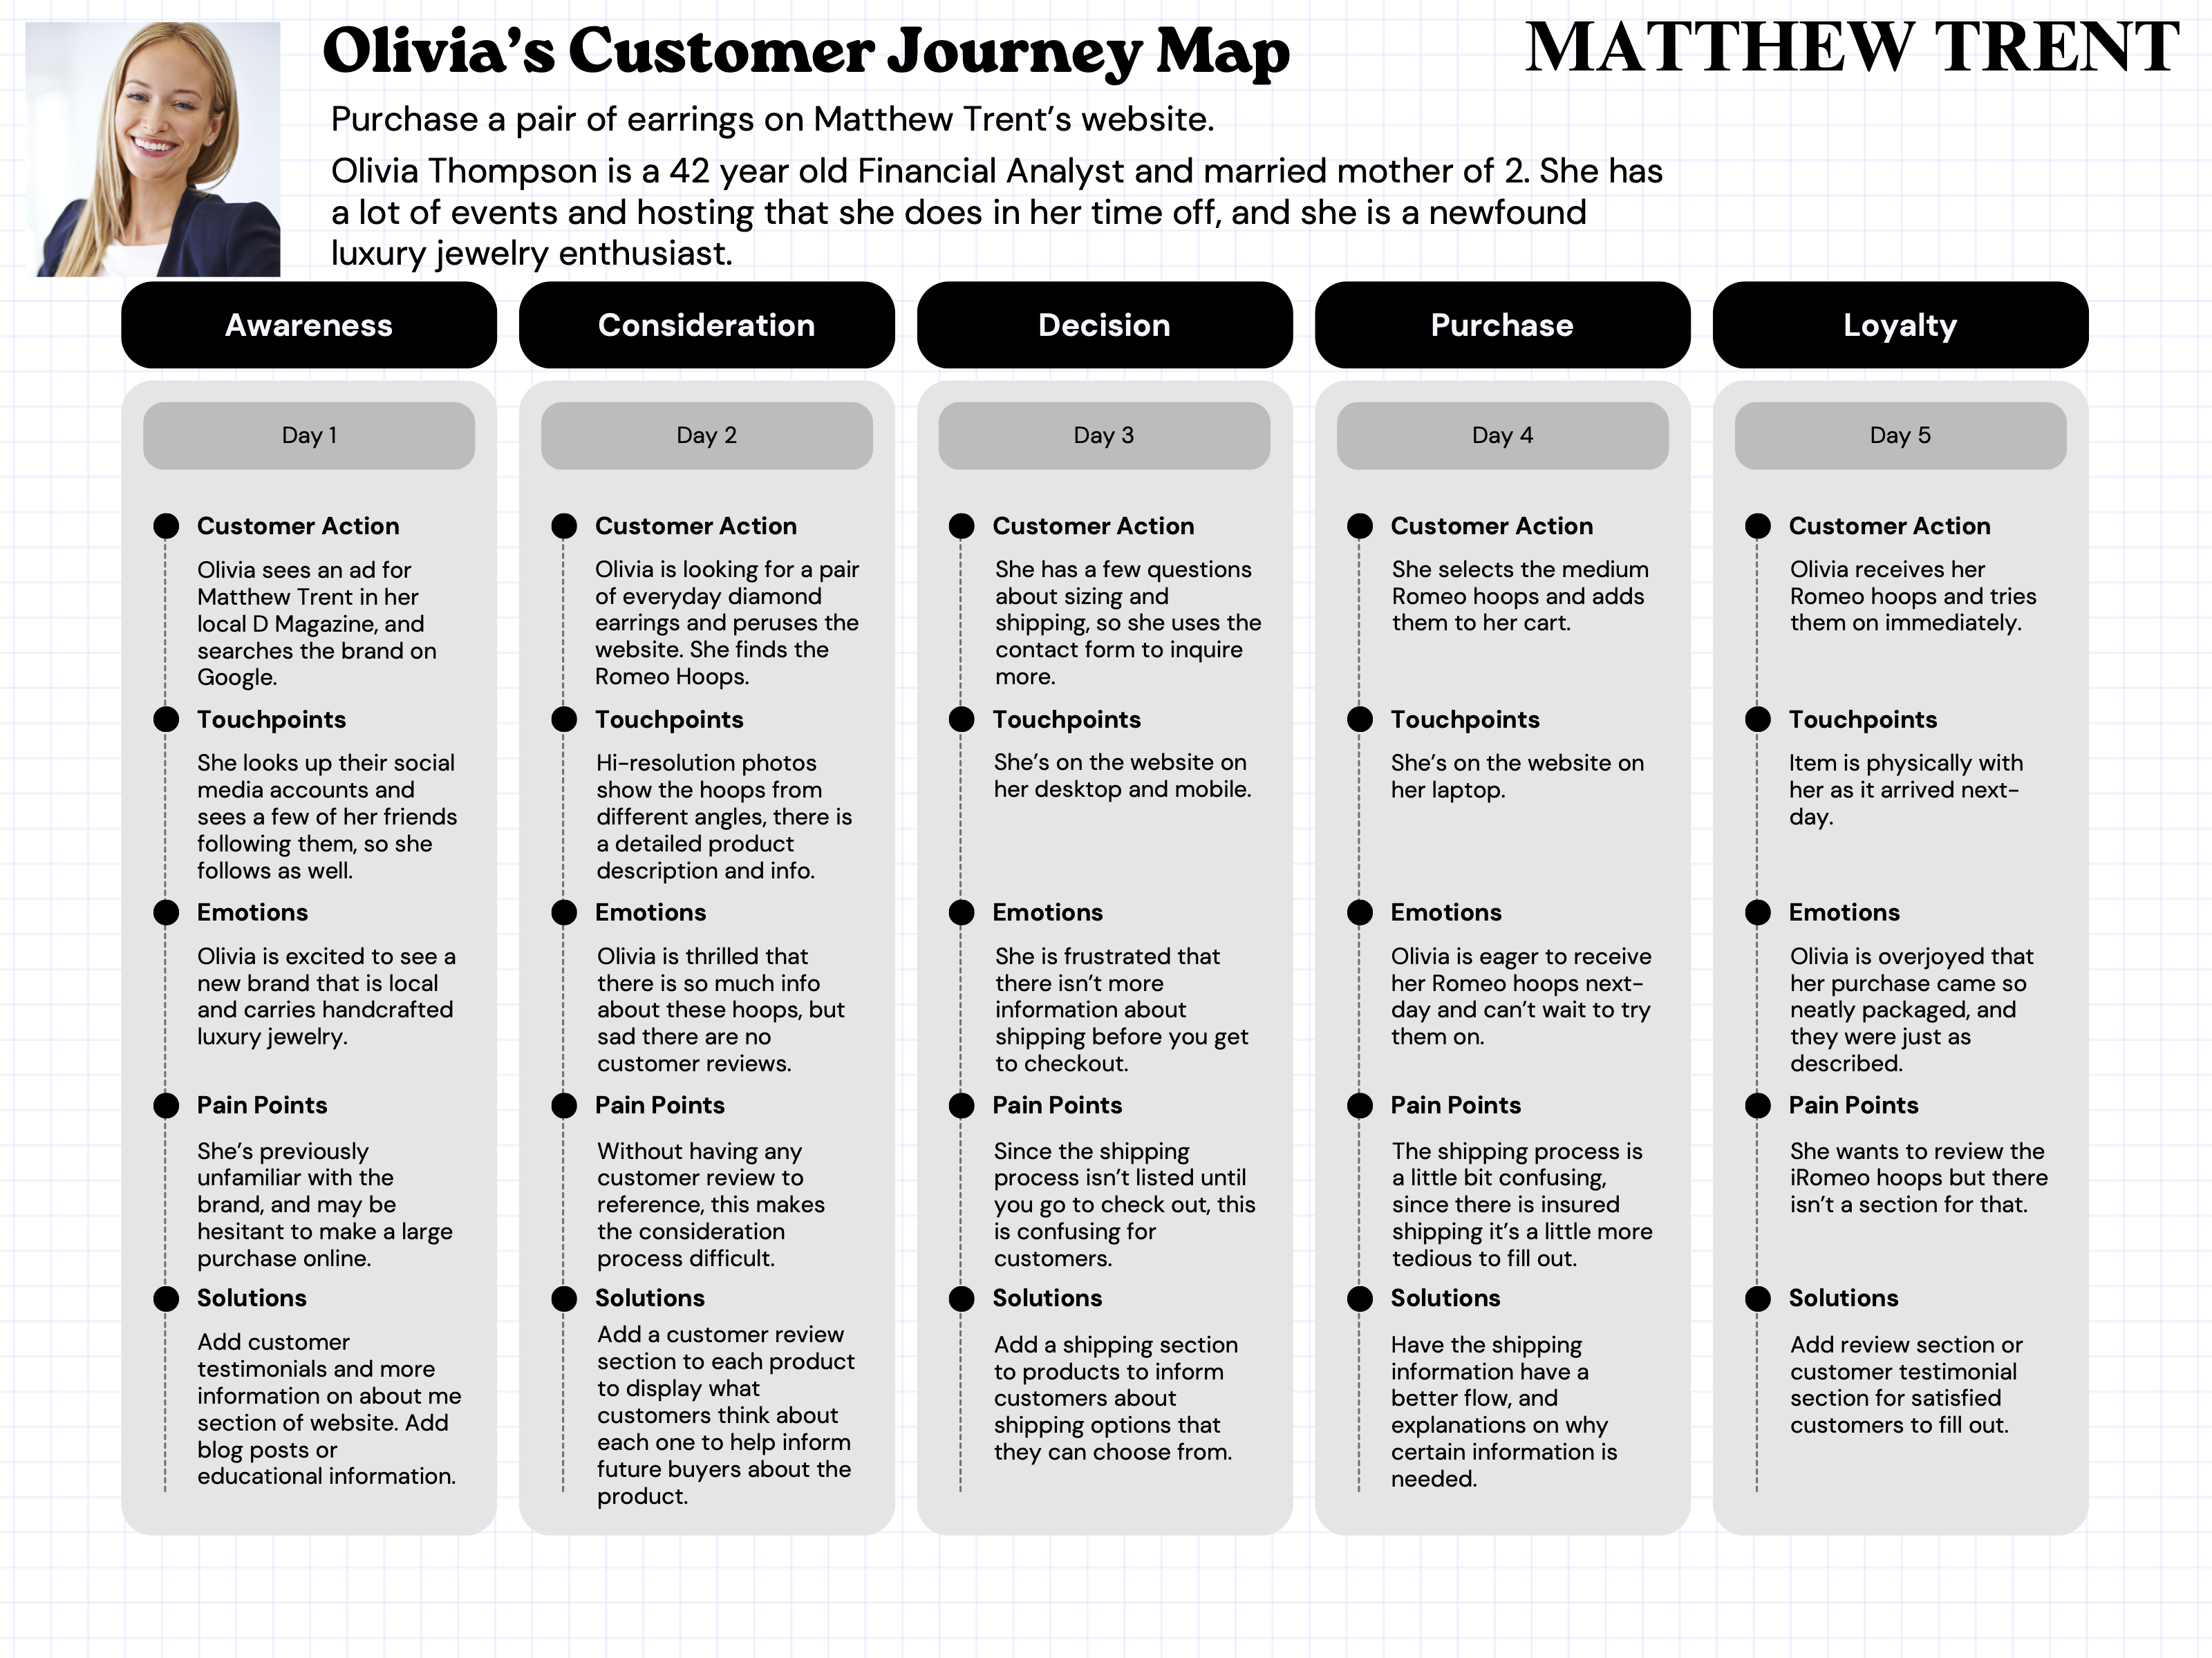 Olivia’s Customer Journey Map
MATTHEW TRENT
Purchase a pair of earrings on Matthew Trent’s website.
Olivia Thompson is a 42 year old Financial Analyst and married mother of 2. She has
a lot of events and hosting that she does in her time off, and she is a newfound
luxury jewelry enthusiast.
Awareness
Day 1
Customer Action
Olivia sees an ad for
Matthew Trent in her
local D Magazine, and
searches the brand on
Google.
Touchpoints
She looks up their social
media accounts and
sees a few of her friends
following them, so she
follows as well.
Emotions
Olivia is excited to see a
new brand that is local
and carries handcrafted
luxury jewelry.
Pain Points
She’s previously
unfamiliar with the
brand, and may be
hesitant to make a large
purchase online.
Solutions
Add customer
testimonials and more
information on about me
section of website. Add
blog posts or
educational information.
Consideration
Day 2
Customer Action
Olivia is looking for a pair
of everyday diamond
earrings and peruses the
website. She finds the
Romeo Hoops.
Touchpoints
Hi-resolution photos
show the hoops from
different angles, there is
a detailed product
description and info.
Emotions
Olivia is thrilled that
there is so much info
about these hoops, but
sad there are no
customer reviews.
Pain Points
Without having any
customer review to
reference, this makes
the consideration
process difficult.
Solutions
Add a customer review
section to each product
to display what
customers think about
each one to help inform
future buyers about the
product.
Decision
Day 3
Customer Action
She has a few questions
about sizing and
shipping, so she uses the
contact form to inquire
more.
Touchpoints
She’s on the website on
her desktop and mobile.
Emotions
She is frustrated that
there isn’t more
information about
shipping before you get
to checkout.
Pain Points
Since the shipping
process isn’t listed until
you go to check out, this
is confusing for
customers.
Solutions
Add a shipping section
to products to inform
customers about
shipping options that
they can choose from.
Purchase
Day 4
Customer Action
She selects the medium
Romeo hoops and adds
them to her cart.
Touchpoints
She’s on the website on
her laptop.
Emotions
Olivia is eager to receive
her Romeo hoops next-
day and can’t wait to try
them on.
Pain Points
The shipping process is
a little bit confusing,
since there is insured
shipping it’s a little more
tedious to fill out.
Solutions
Have the shipping
information have a
better flow, and
explanations on why
certain information is
needed.
Loyalty
Day 5
Customer Action
Olivia receives her
Romeo hoops and tries
them on immediately.
Touchpoints
Item is physically with
her as it arrived next-
day.
Emotions
Olivia is overjoyed that
her purchase came so
neatly packaged, and
they were just as
described.
Pain Points
She wants to review the
iRomeo hoops but there
isn’t a section for that.
Solutions
Add review section or
customer testimonial
section for satisfied
customers to fill out.